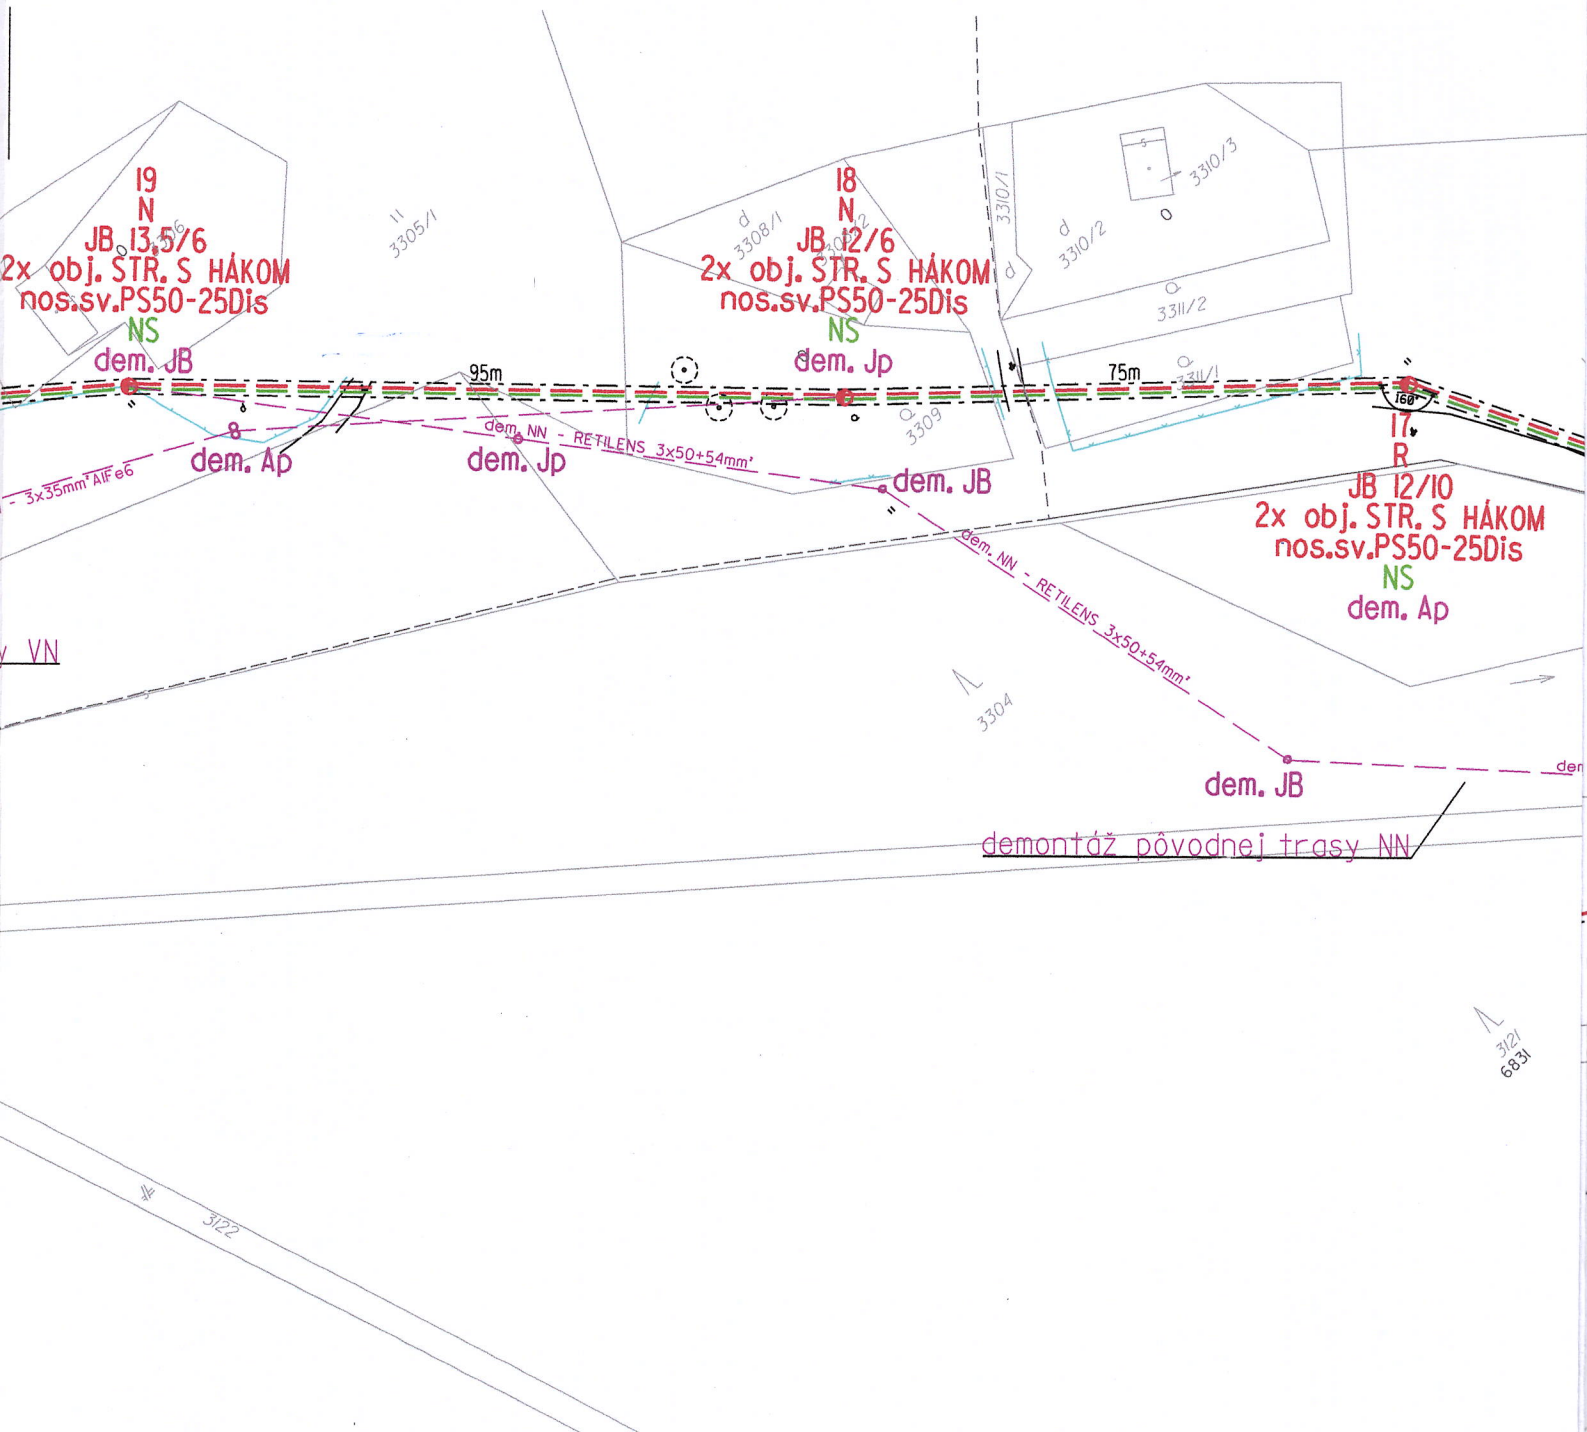 19
N
JB 13,5/6
2x obj. STR. S HÁKOM
nos.sv.PS50-25Dis
NS
dem. JB
3305/1
18
N
JB 12/6
2x obj. STR. S HÁKOM
nos.sv.PS50-25Dis
NS
dem. Jp
d
3308/1
3310/1
d
d
3310/2
3310/3
S
3311/2
3311/1
95m
75m
160°
17
R
JB 12/10
2x obj. STR. S HÁKOM
nos.sv.PS50-25Dis
NS
dem. Ap
3309
8
dem. Ap
dem. Jp
dem. NN - RETILENS 3x50+54mm²
dem. JB
3x35mm²AlFe6
dem. NN - RETILENS 3x50+54mm²
y VN
3304
dem. JB
dem
demontáž pôvodnej trasy NN
3121
6831
3122